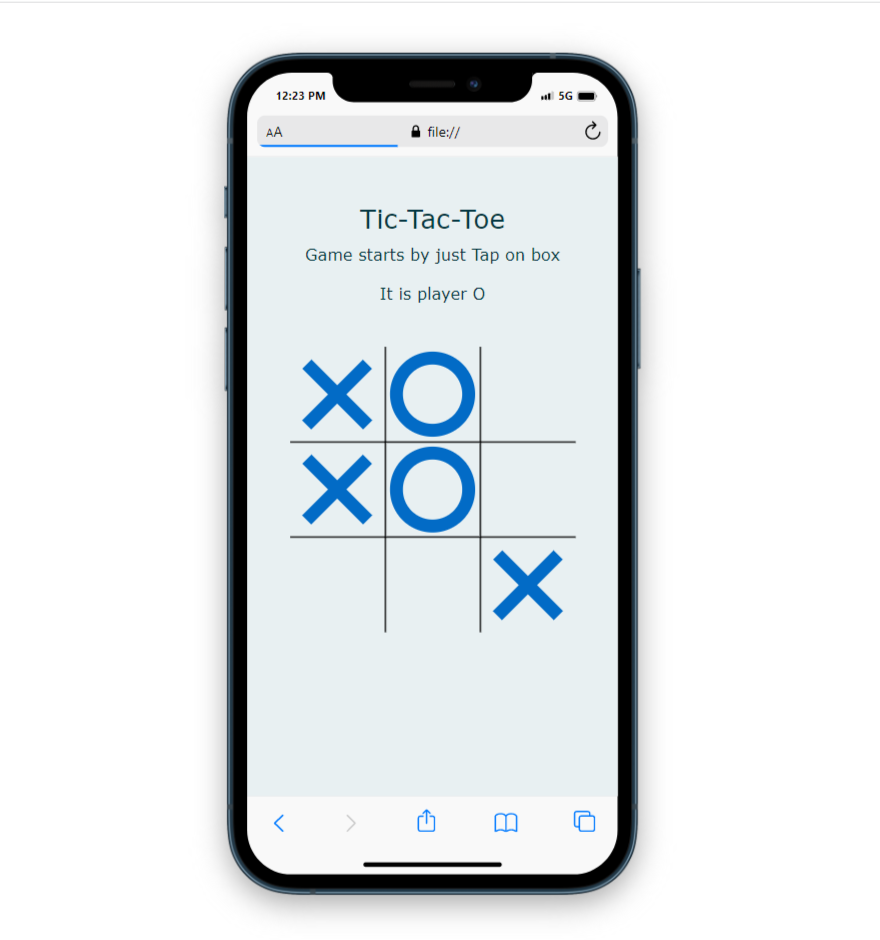 12:23 PM 5G
AA file://
Tic-Tac-Toe
Game starts by just Tap on box
It is player O
X O
X O
X